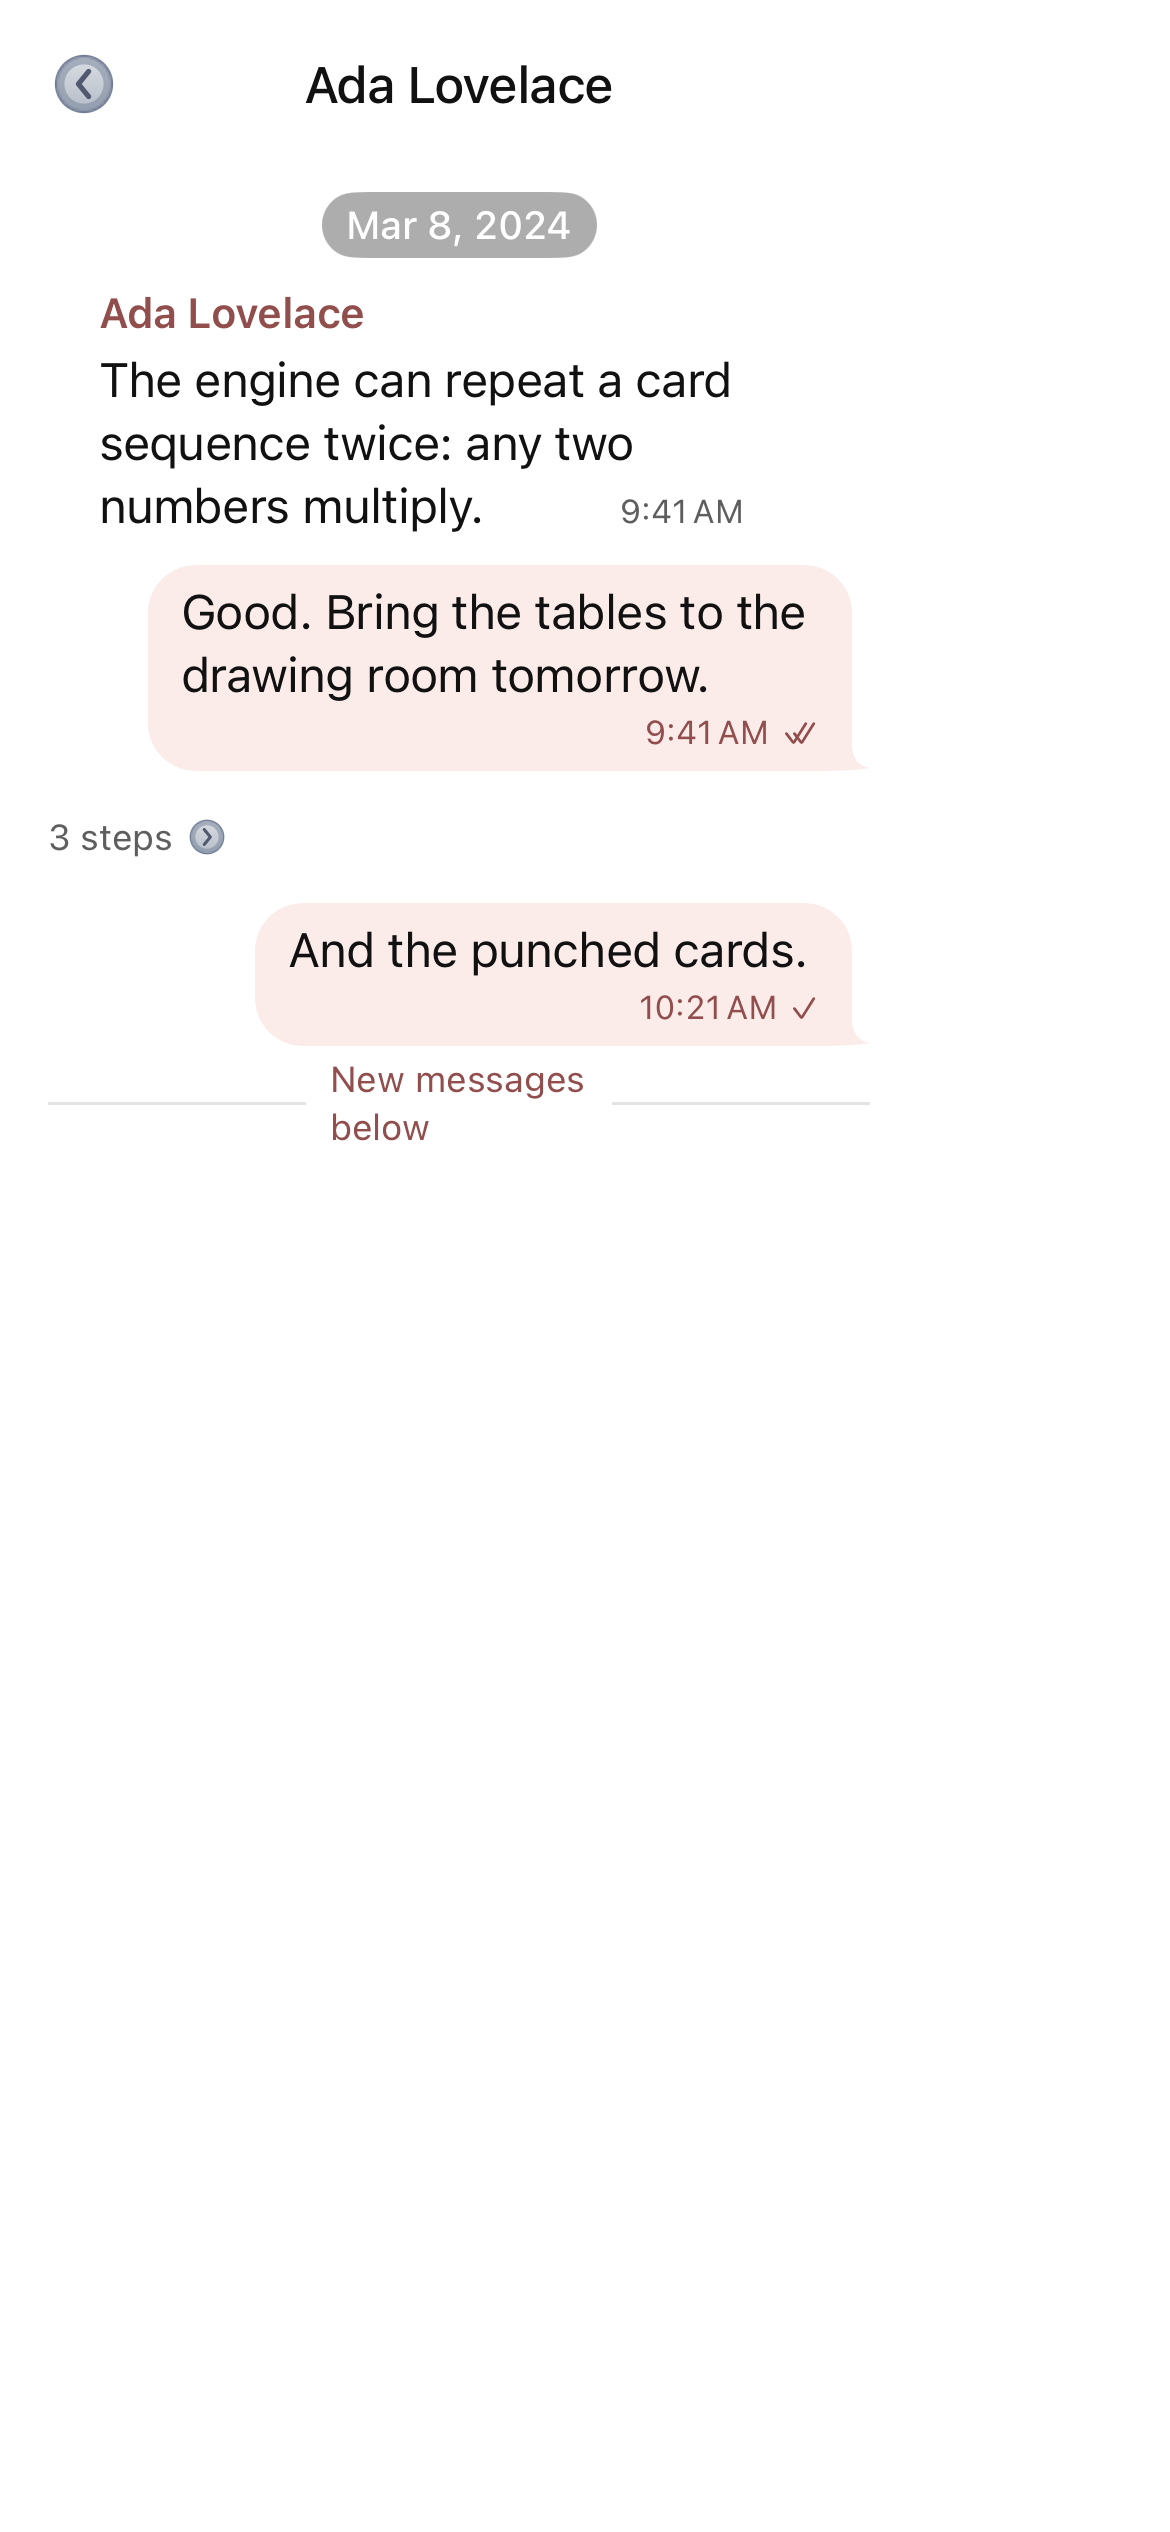 Ada Lovelace
Mar 8, 2024
Ada Lovelace
The engine can repeat a card
sequence twice: any two
numbers multiply. 9:41 AM
Good. Bring the tables to the
drawing room tomorrow.
9:41 AM
3 steps
And the punched cards.
10:21 AM
New messages
below